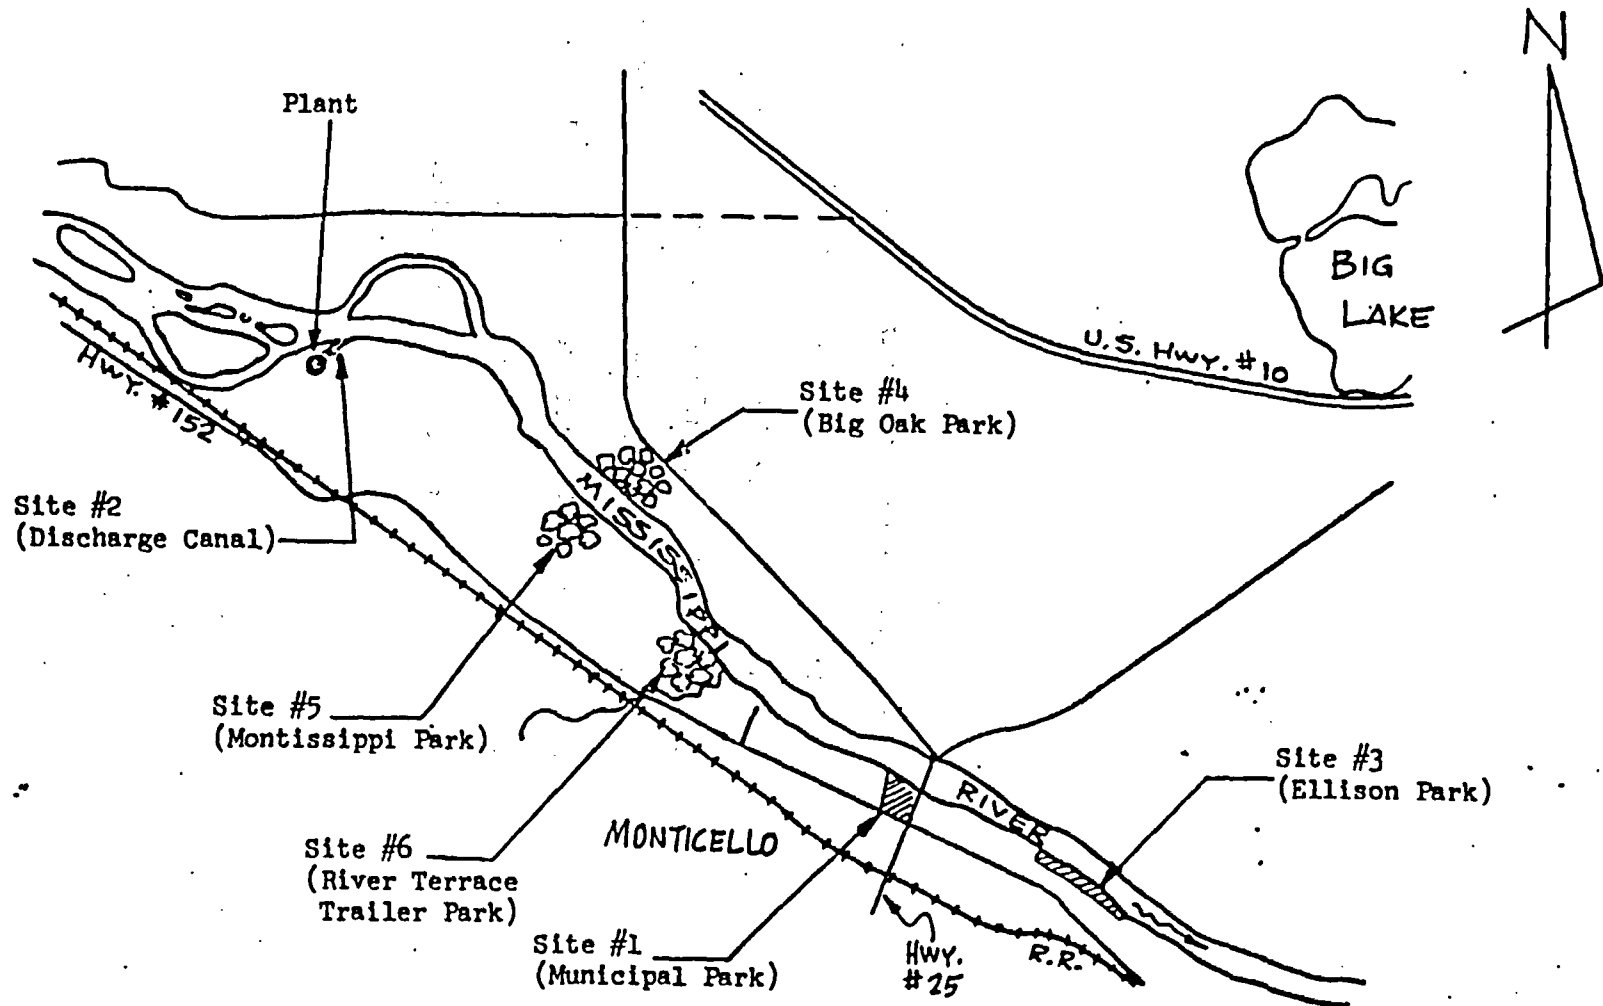 N
Plant
BIG
LAKE
U.S. HWY. #10
HWY. #152
Site #4
(Big Oak Park)
MISSISSIPPI
Site #2
(Discharge Canal)
Site #5
(Montissippi Park)
Site #3
(Ellison Park)
RIVER
MONTICELLO
Site #6
(River Terrace
Trailer Park)
Site #1
(Municipal Park)
HWY.
#25
R.R.